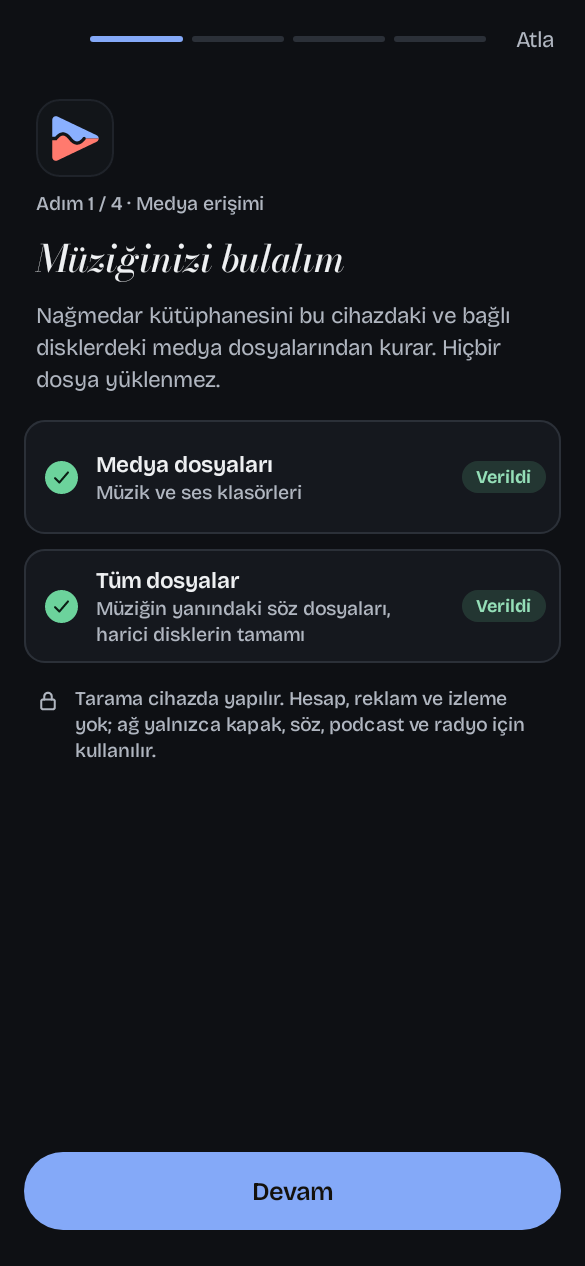 Atla
Adım 1 / 4 · Medya erişimi
Müziğinizi bulalım
Nağmedar kütüphanesini bu cihazdaki ve bağlı
disklerdeki medya dosyalarından kurar. Hiçbir
dosya yüklenmez.
Medya dosyaları
Müzik ve ses klasörleri
Verildi
Tüm dosyalar
Müziğin yanındaki söz dosyaları,
harici disklerin tamamı
Verildi
Tarama cihazda yapılır. Hesap, reklam ve izleme
yok; ağ yalnızca kapak, söz, podcast ve radyo için
kullanılır.
Devam